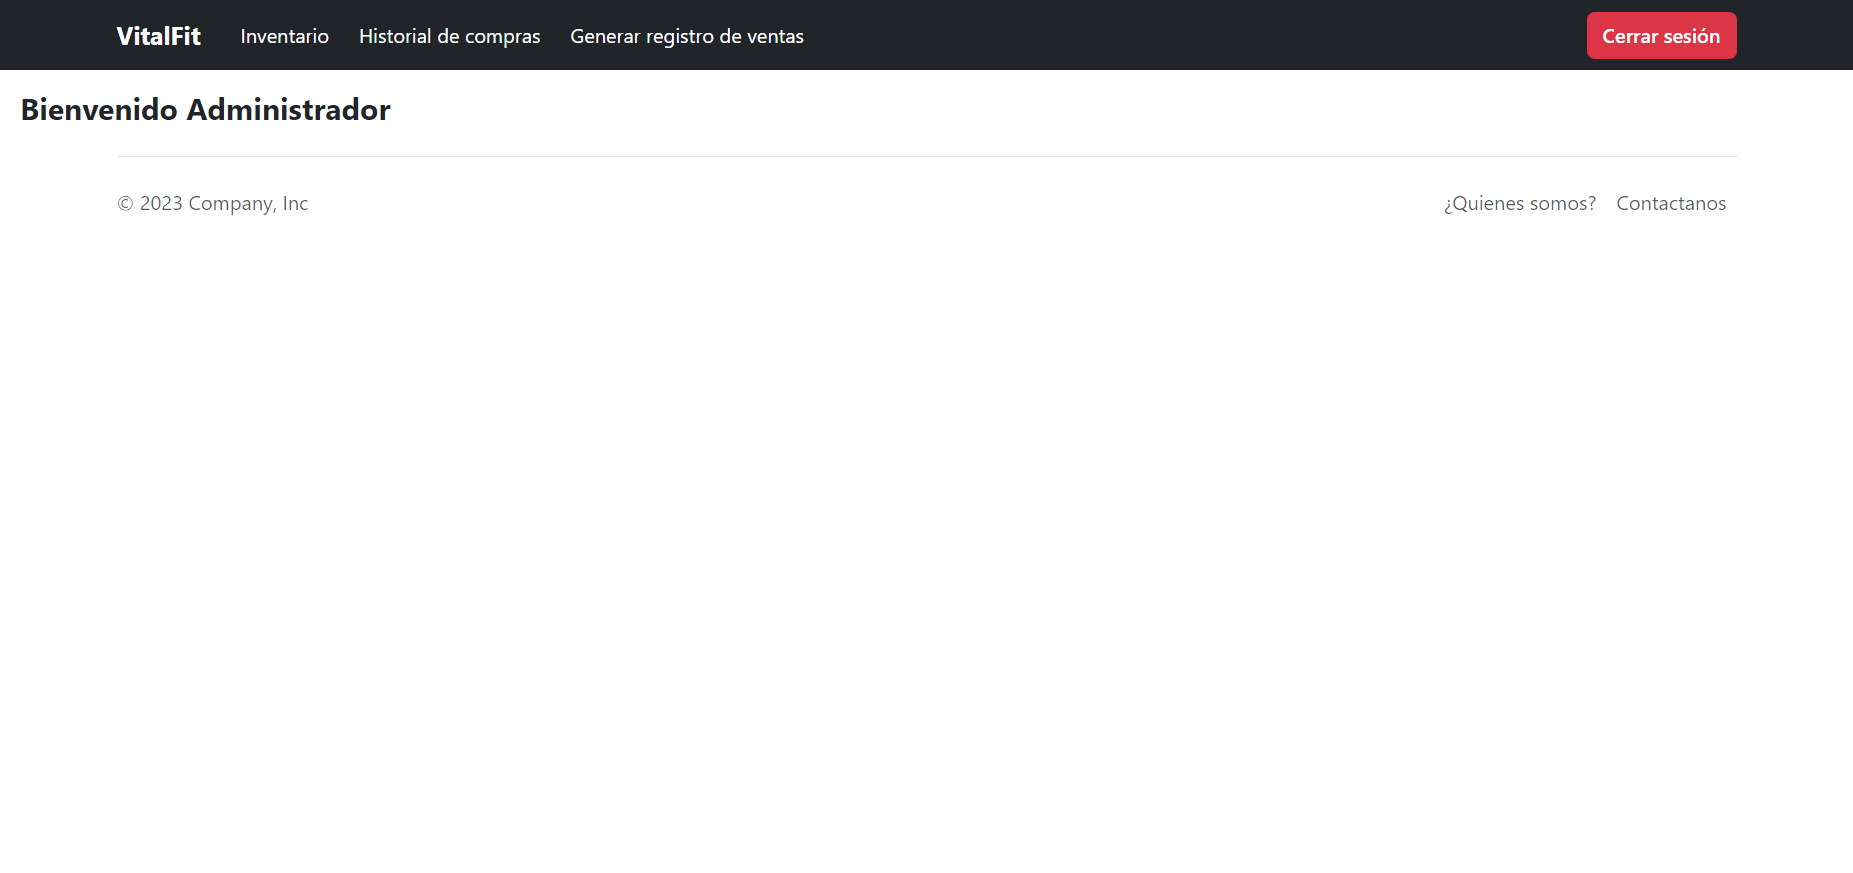 VitalFit Inventario Historial de compras Generar registro de ventas Cerrar sesión
Bienvenido Administrador
© 2023 Company, Inc ¿Quienes somos? Contactanos